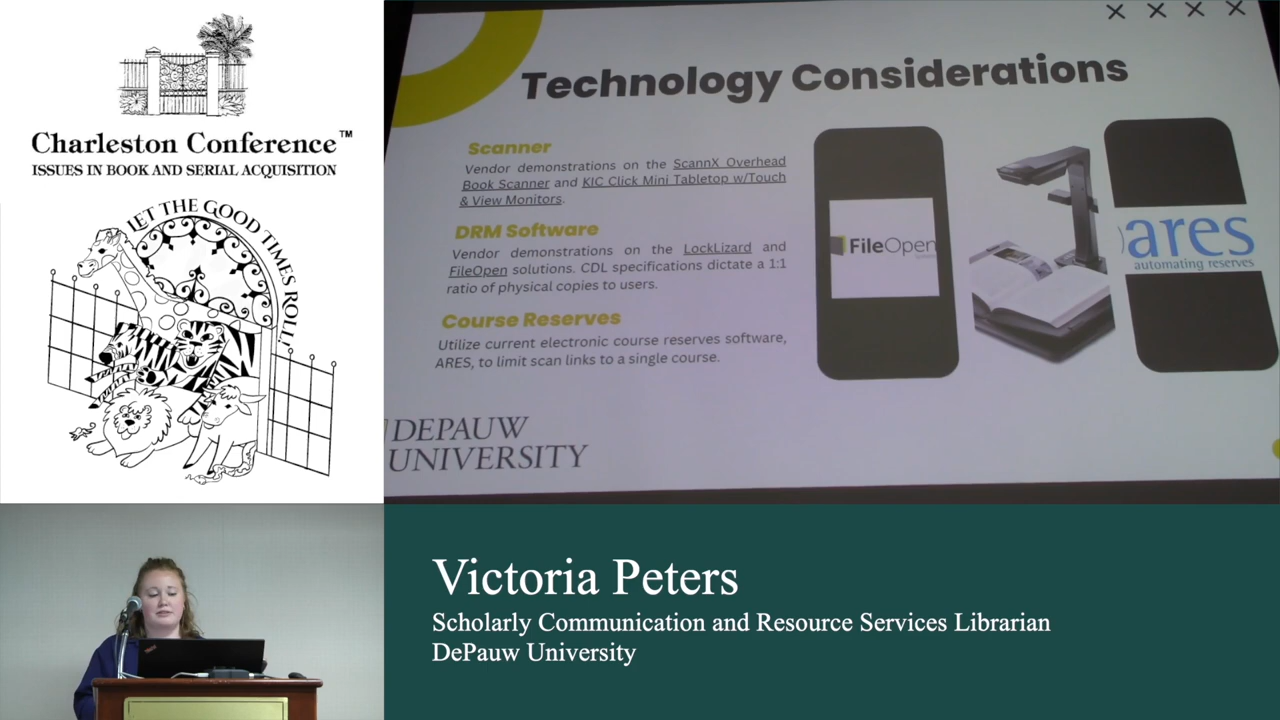 Charleston Conference™
ISSUES IN BOOK AND SERIAL ACQUISITION
LET THE GOOD TIMES ROLL!
Technology Considerations
Scanner
Vendor demonstrations on the ScannX Overhead
Book Scanner and KIC Click Mini Tabletop w/Touch
& View Monitors.
DRM Software
Vendor demonstrations on the LockLizard and
FileOpen solutions. CDL specifications dictate a 1:1
ratio of physical copies to users.
Course Reserves
Utilize current electronic course reserves software,
ARES, to limit scan links to a single course.
FileOpen
ares
automating reserves
DEPAUW
UNIVERSITY
Victoria Peters
Scholarly Communication and Resource Services Librarian
DePauw University